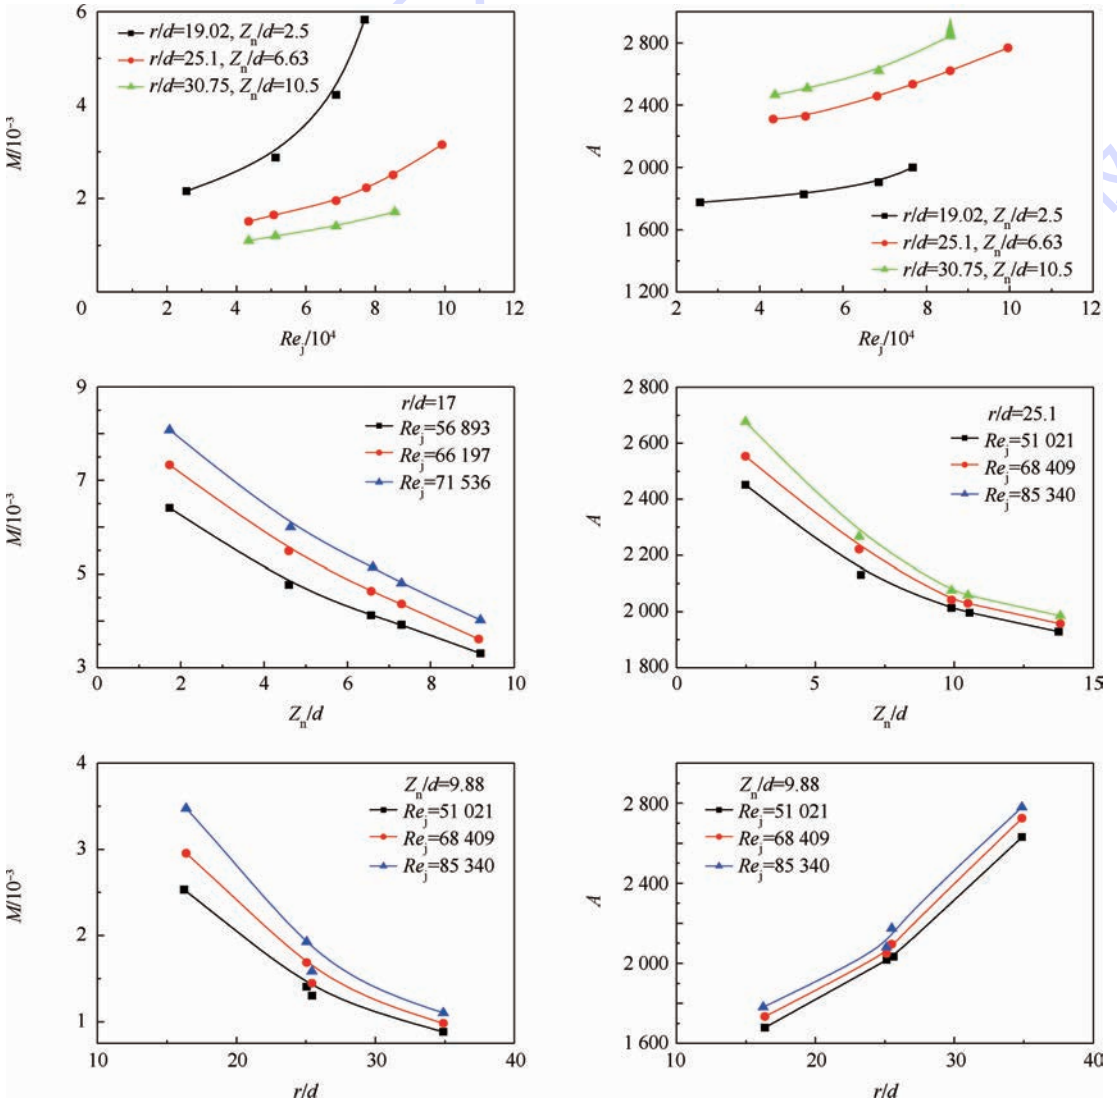 6
4
2
0
0 2 4 6 8 10 12
M/10⁻³
Reⱼ/10⁴
r/d=19.02, Zₙ/d=2.5
r/d=25.1, Zₙ/d=6.63
r/d=30.75, Zₙ/d=10.5
2 800
2 400
2 000
1 600
1 200
2 4 6 8 10 12
A
Reⱼ/10⁴
r/d=19.02, Zₙ/d=2.5
r/d=25.1, Zₙ/d=6.63
r/d=30.75, Zₙ/d=10.5
9
7
5
3
0 2 4 6 8 10
M/10⁻³
Zₙ/d
r/d=17
Reⱼ=56 893
Reⱼ=66 197
Reⱼ=71 536
2 800
2 600
2 400
2 200
2 000
1 800
0 5 10 15
A
Zₙ/d
r/d=25.1
Reⱼ=51 021
Reⱼ=68 409
Reⱼ=85 340
4
3
2
1
10 20 30 40
M/10⁻³
r/d
Zₙ/d=9.88
Reⱼ=51 021
Reⱼ=68 409
Reⱼ=85 340
2 800
2 400
2 000
1 600
10 20 30 40
A
r/d
Zₙ/d=9.88
Reⱼ=51 021
Reⱼ=68 409
Reⱼ=85 340